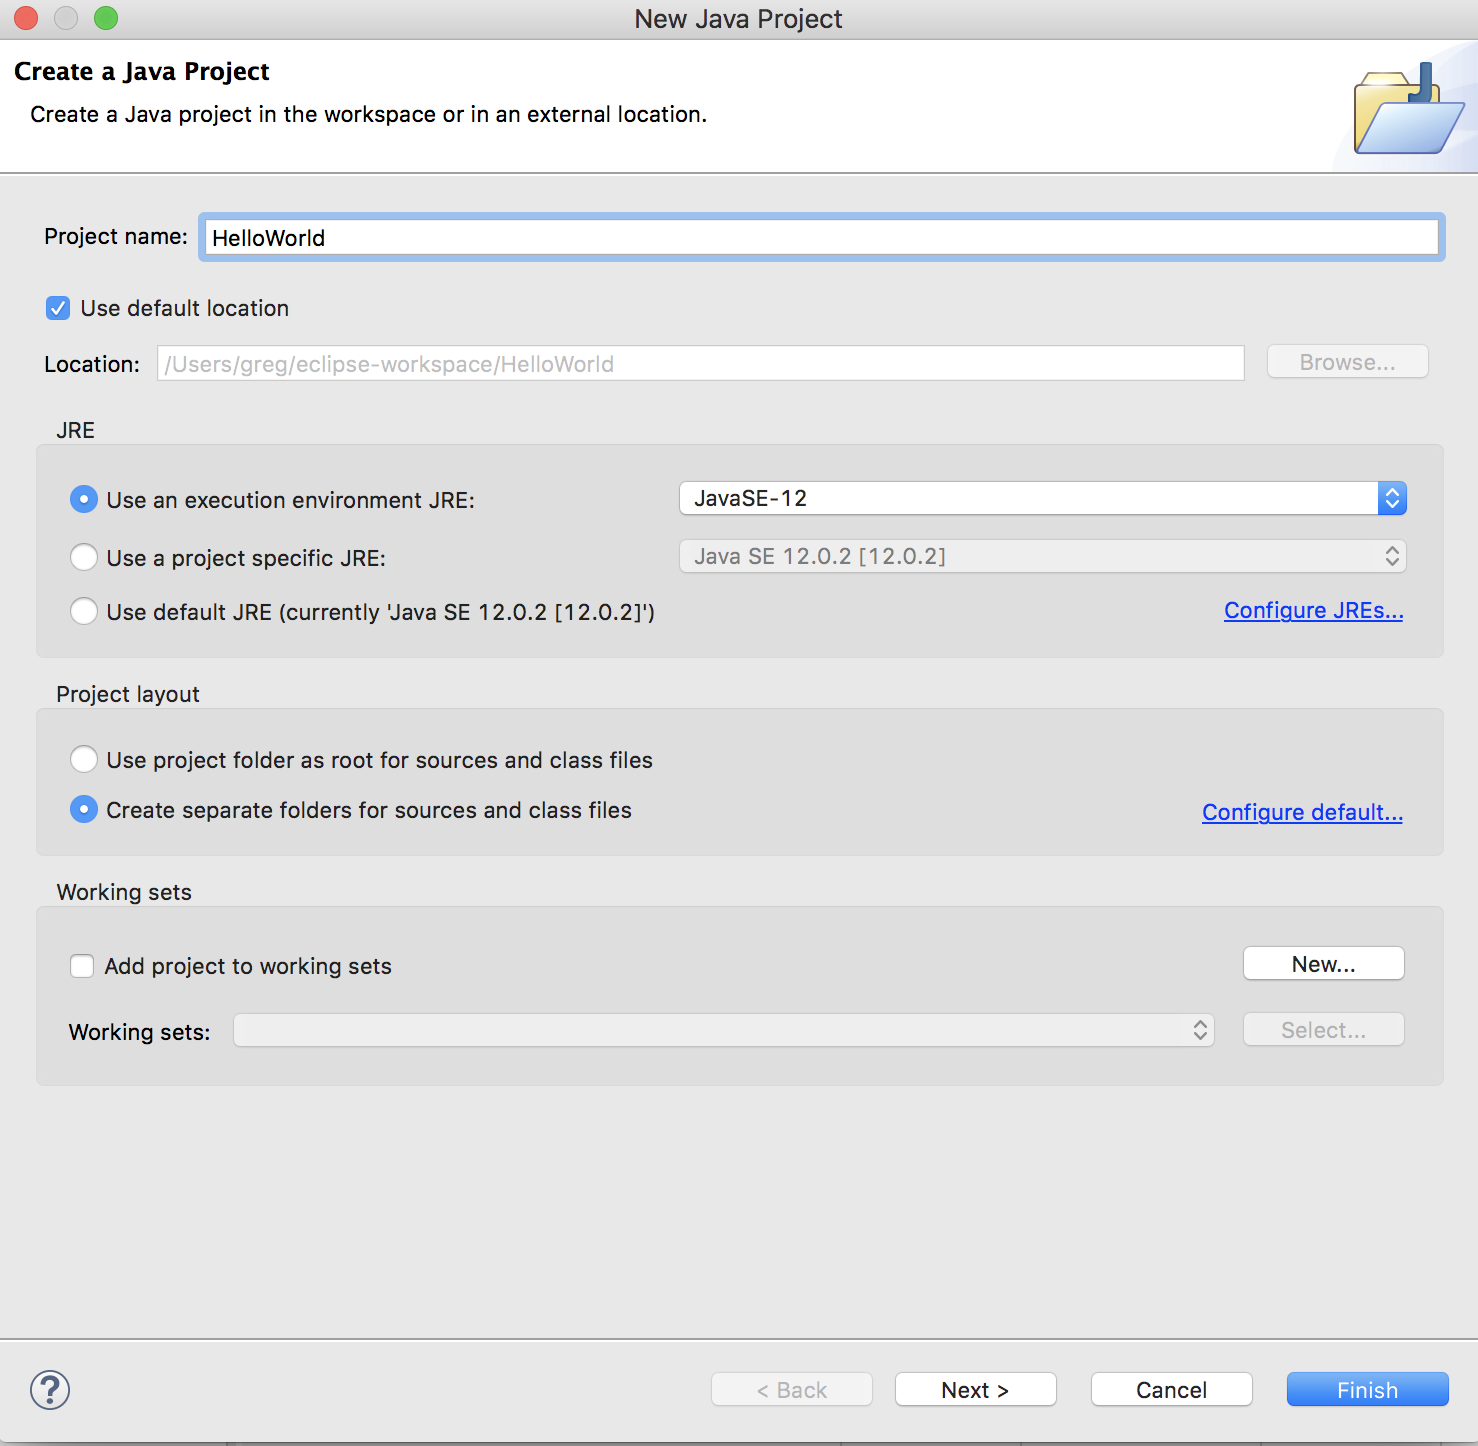 New Java Project
Create a Java Project
Create a Java project in the workspace or in an external location.
Project name: HelloWorld
Use default location
Location: /Users/greg/eclipse-workspace/HelloWorld Browse...
JRE
Use an execution environment JRE: JavaSE-12
Use a project specific JRE: Java SE 12.0.2 [12.0.2]
Use default JRE (currently 'Java SE 12.0.2 [12.0.2]') Configure JREs...
Project layout
Use project folder as root for sources and class files
Create separate folders for sources and class files Configure default...
Working sets
Add project to working sets New...
Working sets: Select...
? < Back Next > Cancel Finish